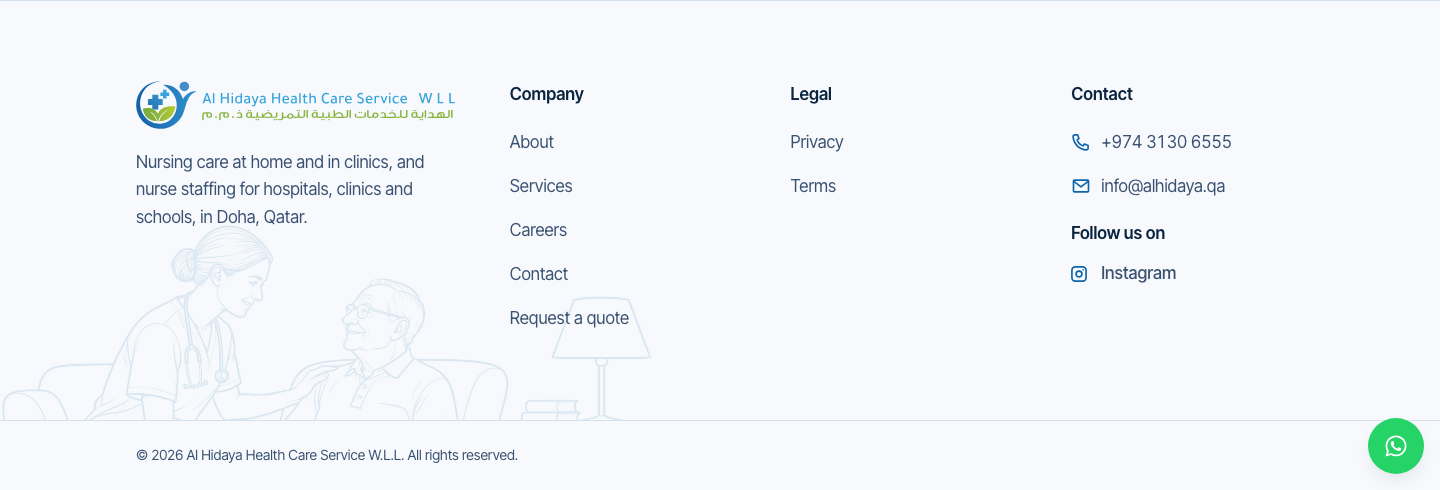 Al Hidaya Health Care Service W L L
الهداية للخدمات الطبية التمريضية ذ.م.م
Nursing care at home and in clinics, and
nurse staffing for hospitals, clinics and
schools, in Doha, Qatar.
Company
About
Services
Careers
Contact
Request a quote
Legal
Privacy
Terms
Contact
+974 3130 6555
info@alhidaya.qa
Follow us on
Instagram
© 2026 Al Hidaya Health Care Service W.L.L. All rights reserved.